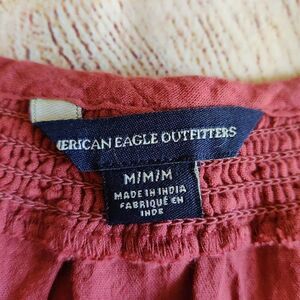 MERICAN EAGLE OUTFITTERS
M/M/M
MADE IN INDIA
FABRIQUÉ EN
INDE